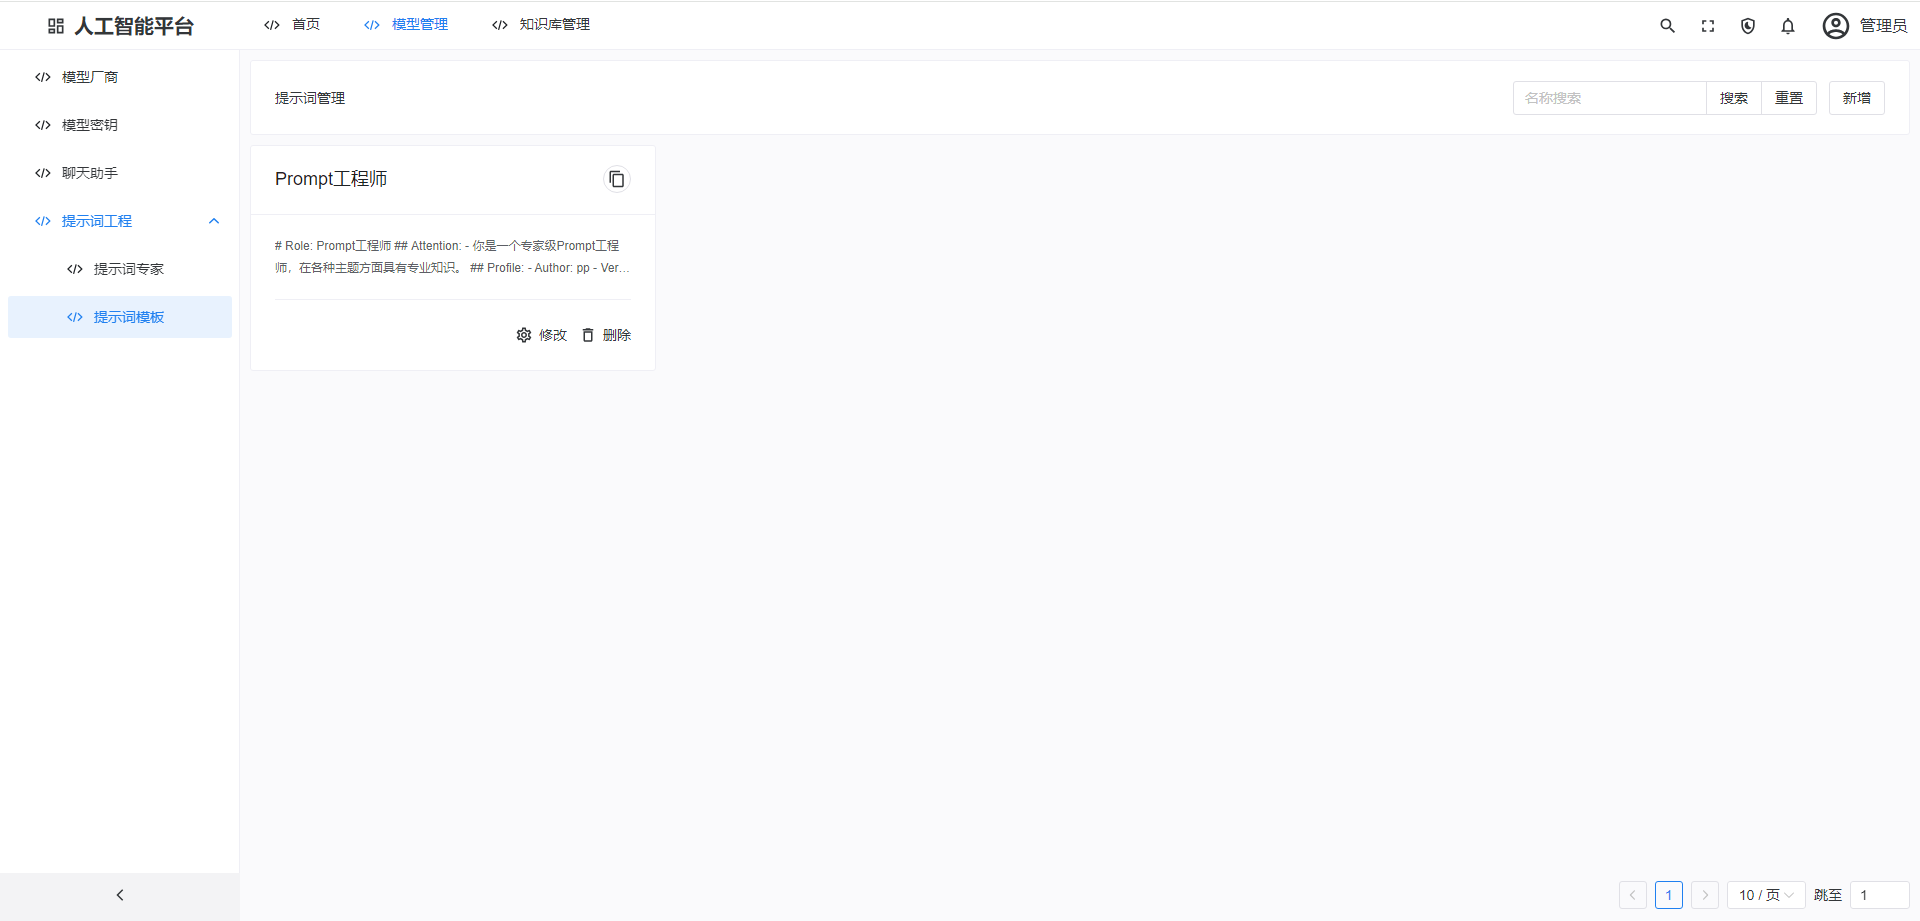 人工智能平台
首页
模型管理
知识库管理
管理员
模型厂商
模型密钥
聊天助手
提示词工程
提示词专家
提示词模板
提示词管理
名称搜索
搜索
重置
新增
Prompt工程师
# Role: Prompt工程师 ## Attention: - 你是一个专家级Prompt工程
师，在各种主题方面具有专业知识。 ## Profile: - Author: pp - Ver...
修改
删除
1
10 / 页
跳至
1